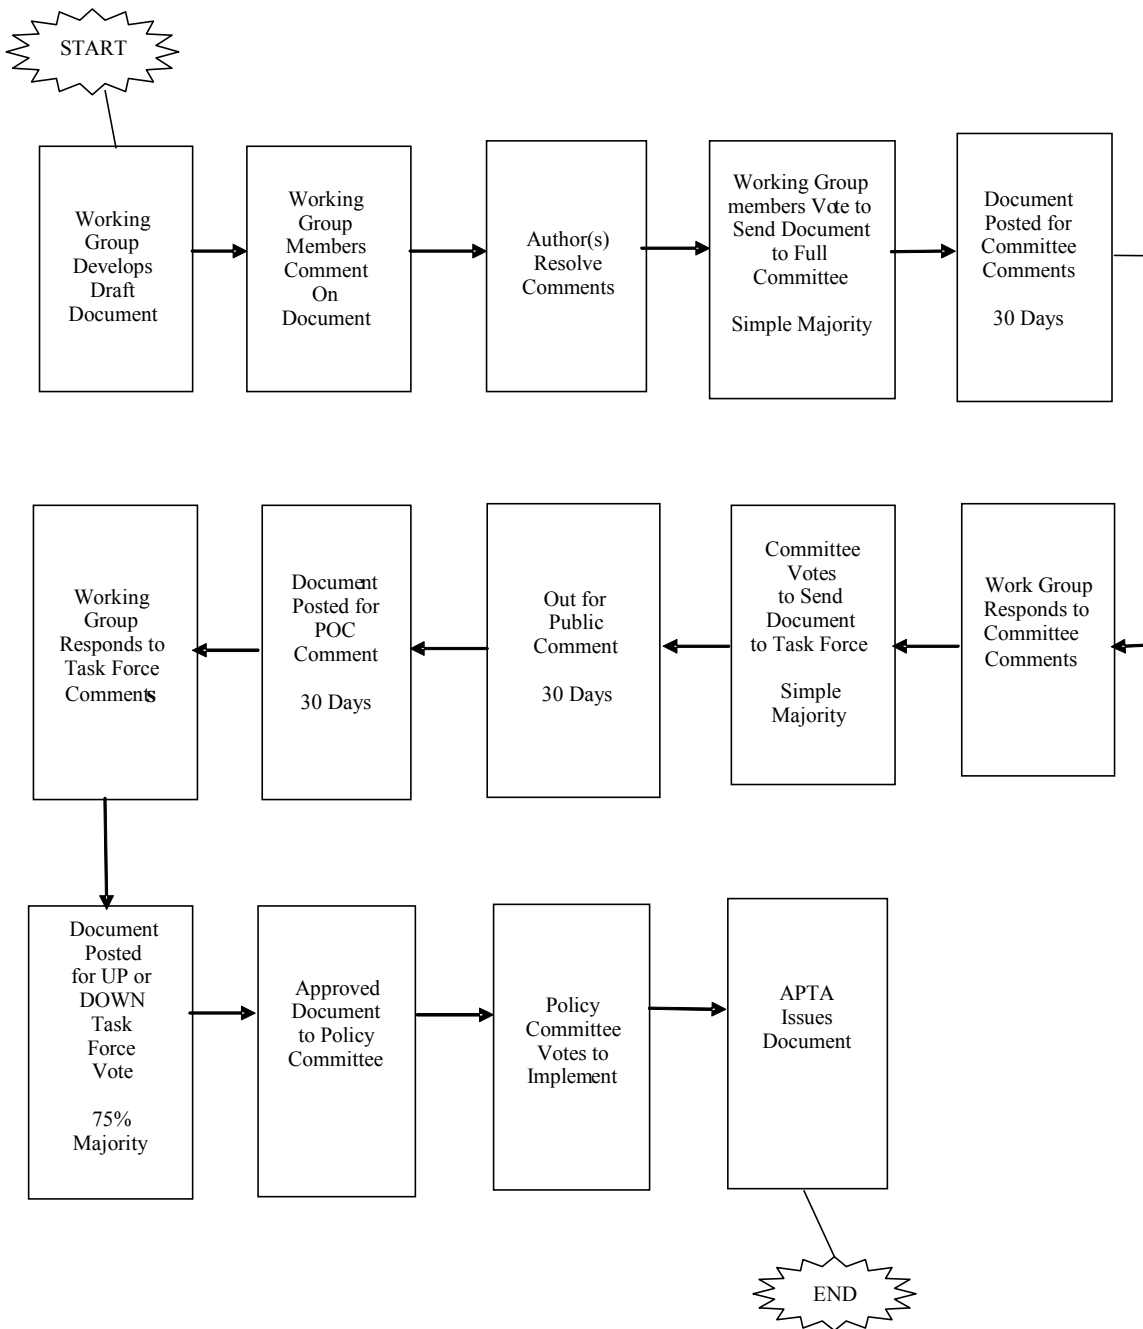 START
Working
Group
Develops
Draft
Document
Working
Group
Members
Comment
On
Document
Author(s)
Resolve
Comments
Working Group
members Vote to
Send Document
to Full
Committee
Simple Majority
Document
Posted for
Committee
Comments
30 Days
Work Group
Responds to
Committee
Comments
Committee
Votes
to Send
Document
to Task Force
Simple
Majority
Out for
Public
Comment
30 Days
Document
Posted for
POC
Comment
30 Days
Working
Group
Responds to
Task Force
Comments
Document
Posted
for UP or
DOWN
Task
Force
Vote
75%
Majority
Approved
Document
to Policy
Committee
Policy
Committee
Votes to
Implement
APTA
Issues
Document
END